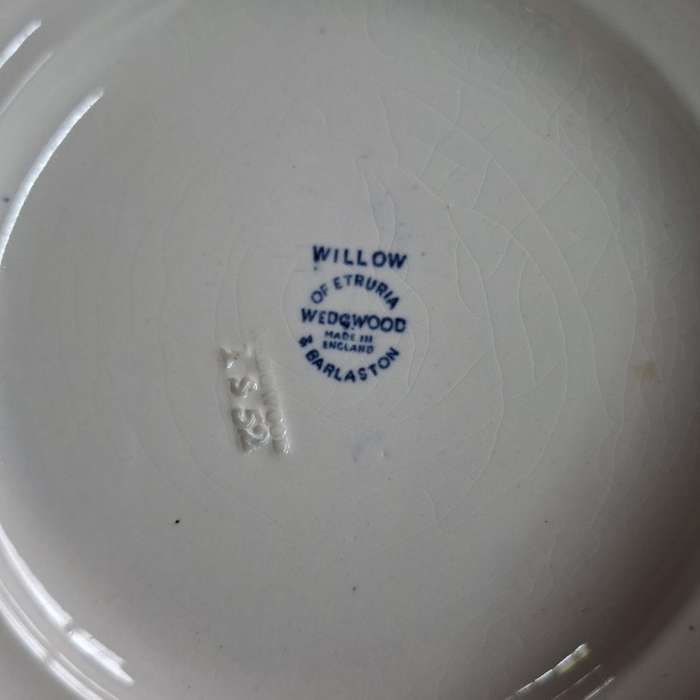 WILLOW
OF ETRURIA
WEDGWOOD
MADE IN
ENGLAND
& BARLASTON